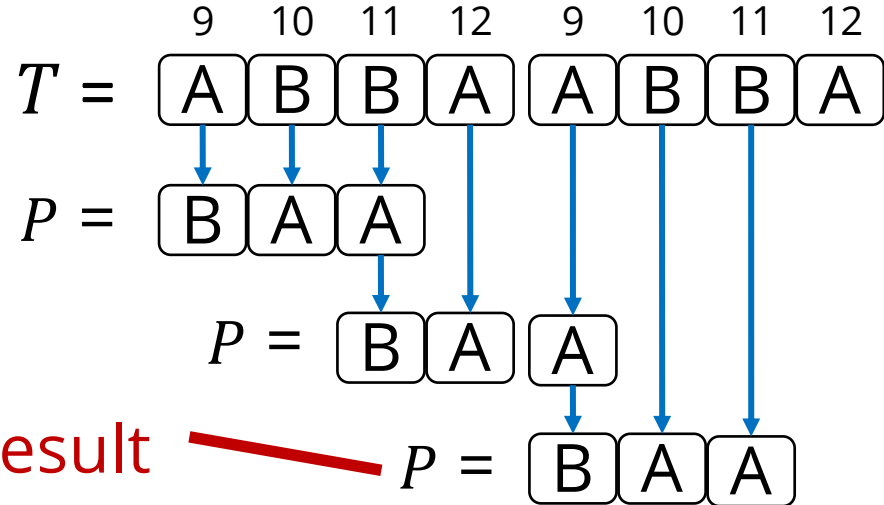 9 10 11 12 9 10 11 12
T = A B B A A B B A
P = B A A
P = B A A
esult P = B A A